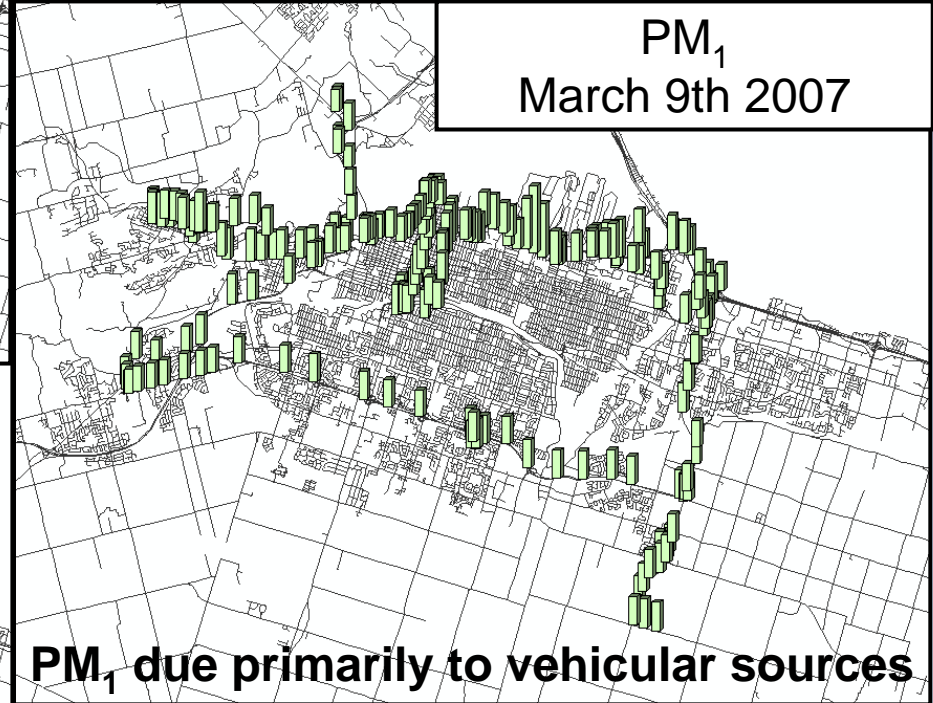 PM₁
March 9th 2007
PM₁ due primarily to vehicular sources